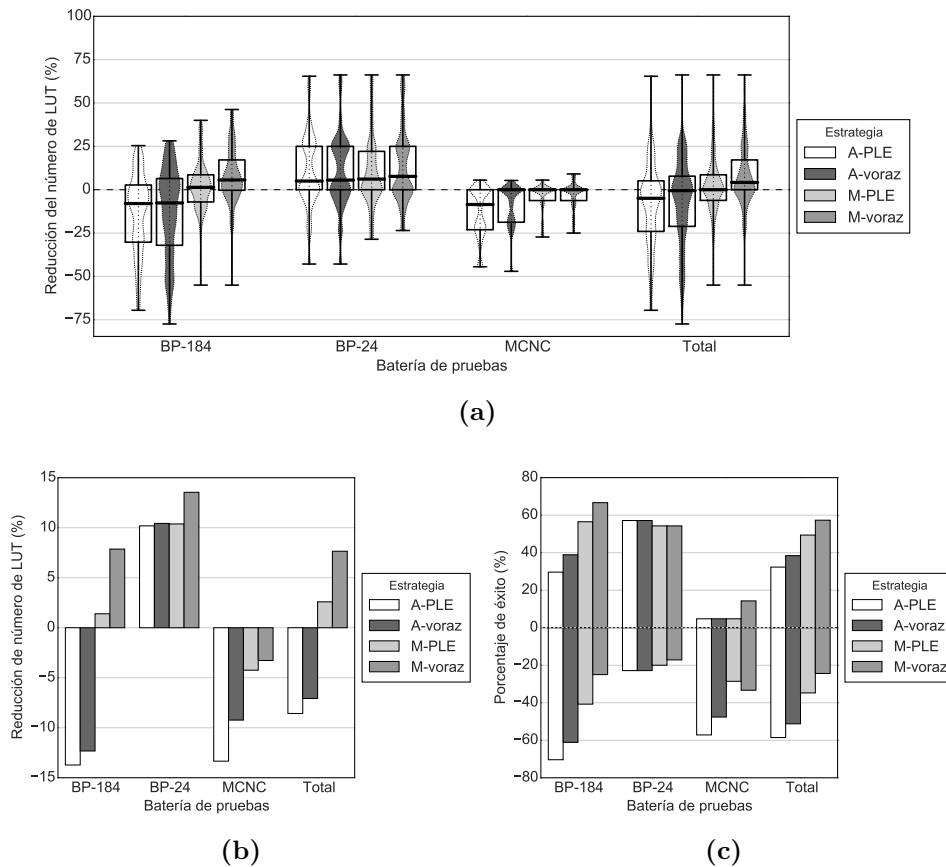 Reducción del número de LUT (%)
100
75
50
25
0
−25
−50
−75
BP-184
BP-24
MCNC
Total
Batería de pruebas
Estrategia
A-PLE
A-voraz
M-PLE
M-voraz
(a)
Reducción de número de LUT (%)
15
10
5
0
−5
−10
−15
BP-184
BP-24
MCNC
Total
Batería de pruebas
Estrategia
A-PLE
A-voraz
M-PLE
M-voraz
(b)
Porcentaje de éxito (%)
80
60
40
20
0
−20
−40
−60
−80
BP-184
BP-24
MCNC
Total
Batería de pruebas
Estrategia
A-PLE
A-voraz
M-PLE
M-voraz
(c)